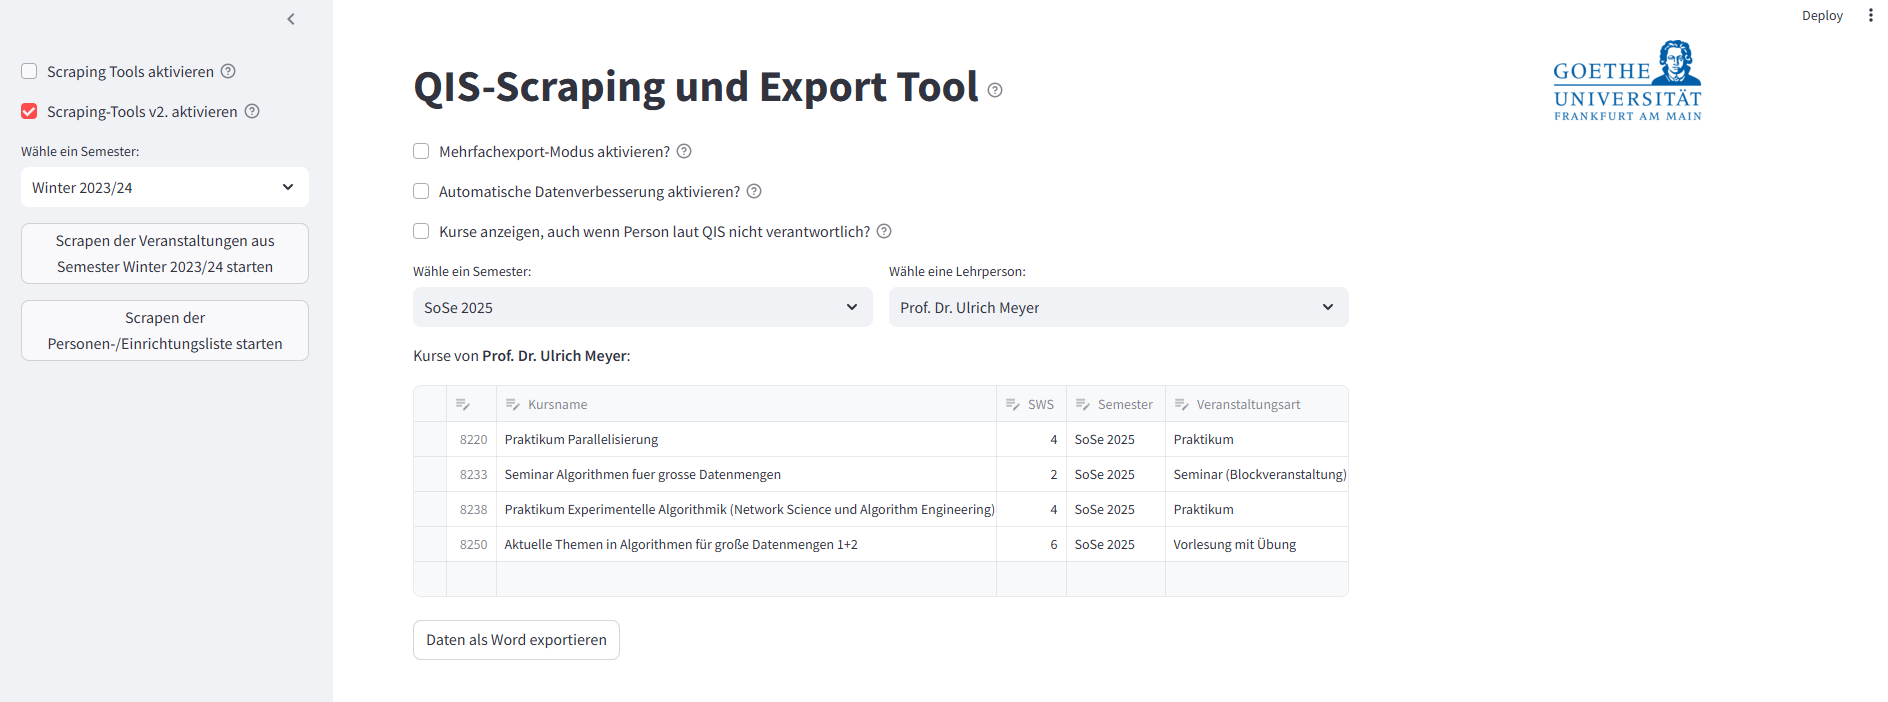 Deploy
Scraping Tools aktivieren
Scraping-Tools v2. aktivieren
Wähle ein Semester:
Winter 2023/24
Scrapen der Veranstaltungen aus
Semester Winter 2023/24 starten
Scrapen der
Personen-/Einrichtungsliste starten
QIS-Scraping und Export Tool
GOETHE
UNIVERSITÄT
FRANKFURT AM MAIN
Mehrfachexport-Modus aktivieren?
Automatische Datenverbesserung aktivieren?
Kurse anzeigen, auch wenn Person laut QIS nicht verantwortlich?
Wähle ein Semester: Wähle eine Lehrperson:
SoSe 2025 Prof. Dr. Ulrich Meyer
Kurse von Prof. Dr. Ulrich Meyer:
Kursname SWS Semester Veranstaltungsart
8220 Praktikum Parallelisierung 4 SoSe 2025 Praktikum
8233 Seminar Algorithmen fuer grosse Datenmengen 2 SoSe 2025 Seminar (Blockveranstaltung)
8238 Praktikum Experimentelle Algorithmik (Network Science und Algorithm Engineering) 4 SoSe 2025 Praktikum
8250 Aktuelle Themen in Algorithmen für große Datenmengen 1+2 6 SoSe 2025 Vorlesung mit Übung
Daten als Word exportieren